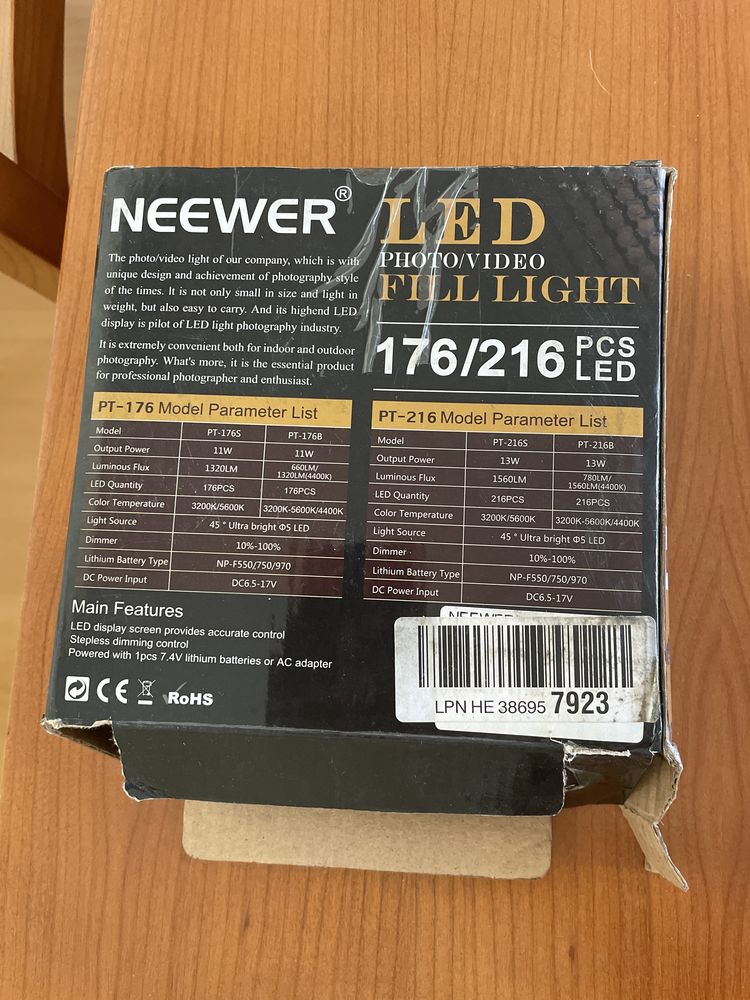 NEEWER®
The photo/video light of our company, which is with
unique design and achievement of photography style
of the times. It is not only small in size and light in
weight, but also easy to carry. And its highend LED
display is pilot of LED light photography industry.
It is extremely convenient both for indoor and outdoor
photography. What's more, it is the essential product
for professional photographer and enthusiast.
LED
PHOTO/VIDEO
FILL LIGHT
176/216 PCS LED
PT-176 Model Parameter List
Model PT-176S PT-176B
Output Power 11W 11W
Luminous Flux 1320LM 660LM/
1320LM(4400K)
LED Quantity 176PCS 176PCS
Color Temperature 3200K/5600K 3200K-5600K/4400K
Light Source 45° Ultra bright Φ5 LED
Dimmer 10%-100%
Lithium Battery Type NP-F550/750/970
DC Power Input DC6.5-17V
PT-216 Model Parameter List
Model PT-216S PT-216B
Output Power 13W 13W
Luminous Flux 1560LM 780LM/
1560LM(4400K)
LED Quantity 216PCS 216PCS
Color Temperature 3200K/5600K 3200K-5600K/4400K
Light Source 45° Ultra bright Φ5 LED
Dimmer 10%-100%
Lithium Battery Type NP-F550/750/970
DC Power Input DC6.5-17V
Main Features
LED display screen provides accurate control
Stepless dimming control
Powered with 1pcs 7.4V lithium batteries or AC adapter
CE RoHS
NEEWER
LPN HE 38695 7923